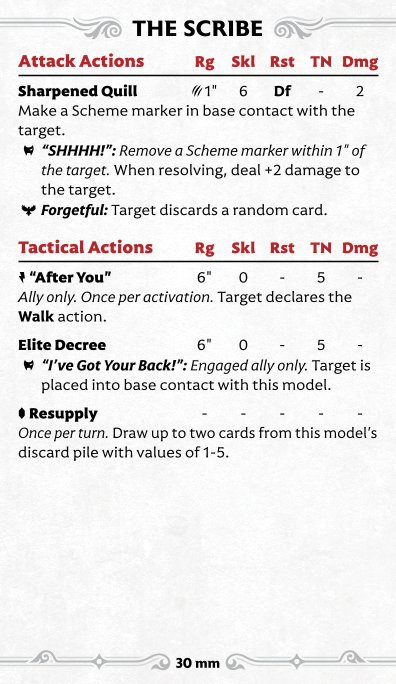 THE SCRIBE
Attack Actions Rg Skl Rst TN Dmg
Sharpened Quill 1" 6 Df - 2
Make a Scheme marker in base contact with the
target.
"SHHHH!": Remove a Scheme marker within 1" of
the target. When resolving, deal +2 damage to
the target.
Forgetful: Target discards a random card.
Tactical Actions Rg Skl Rst TN Dmg
"After You" 6" 0 - 5 -
Ally only. Once per activation. Target declares the
Walk action.
Elite Decree 6" 0 - 5 -
"I've Got Your Back!": Engaged ally only. Target is
placed into base contact with this model.
Resupply - - - - -
Once per turn. Draw up to two cards from this model's
discard pile with values of 1-5.
30 mm